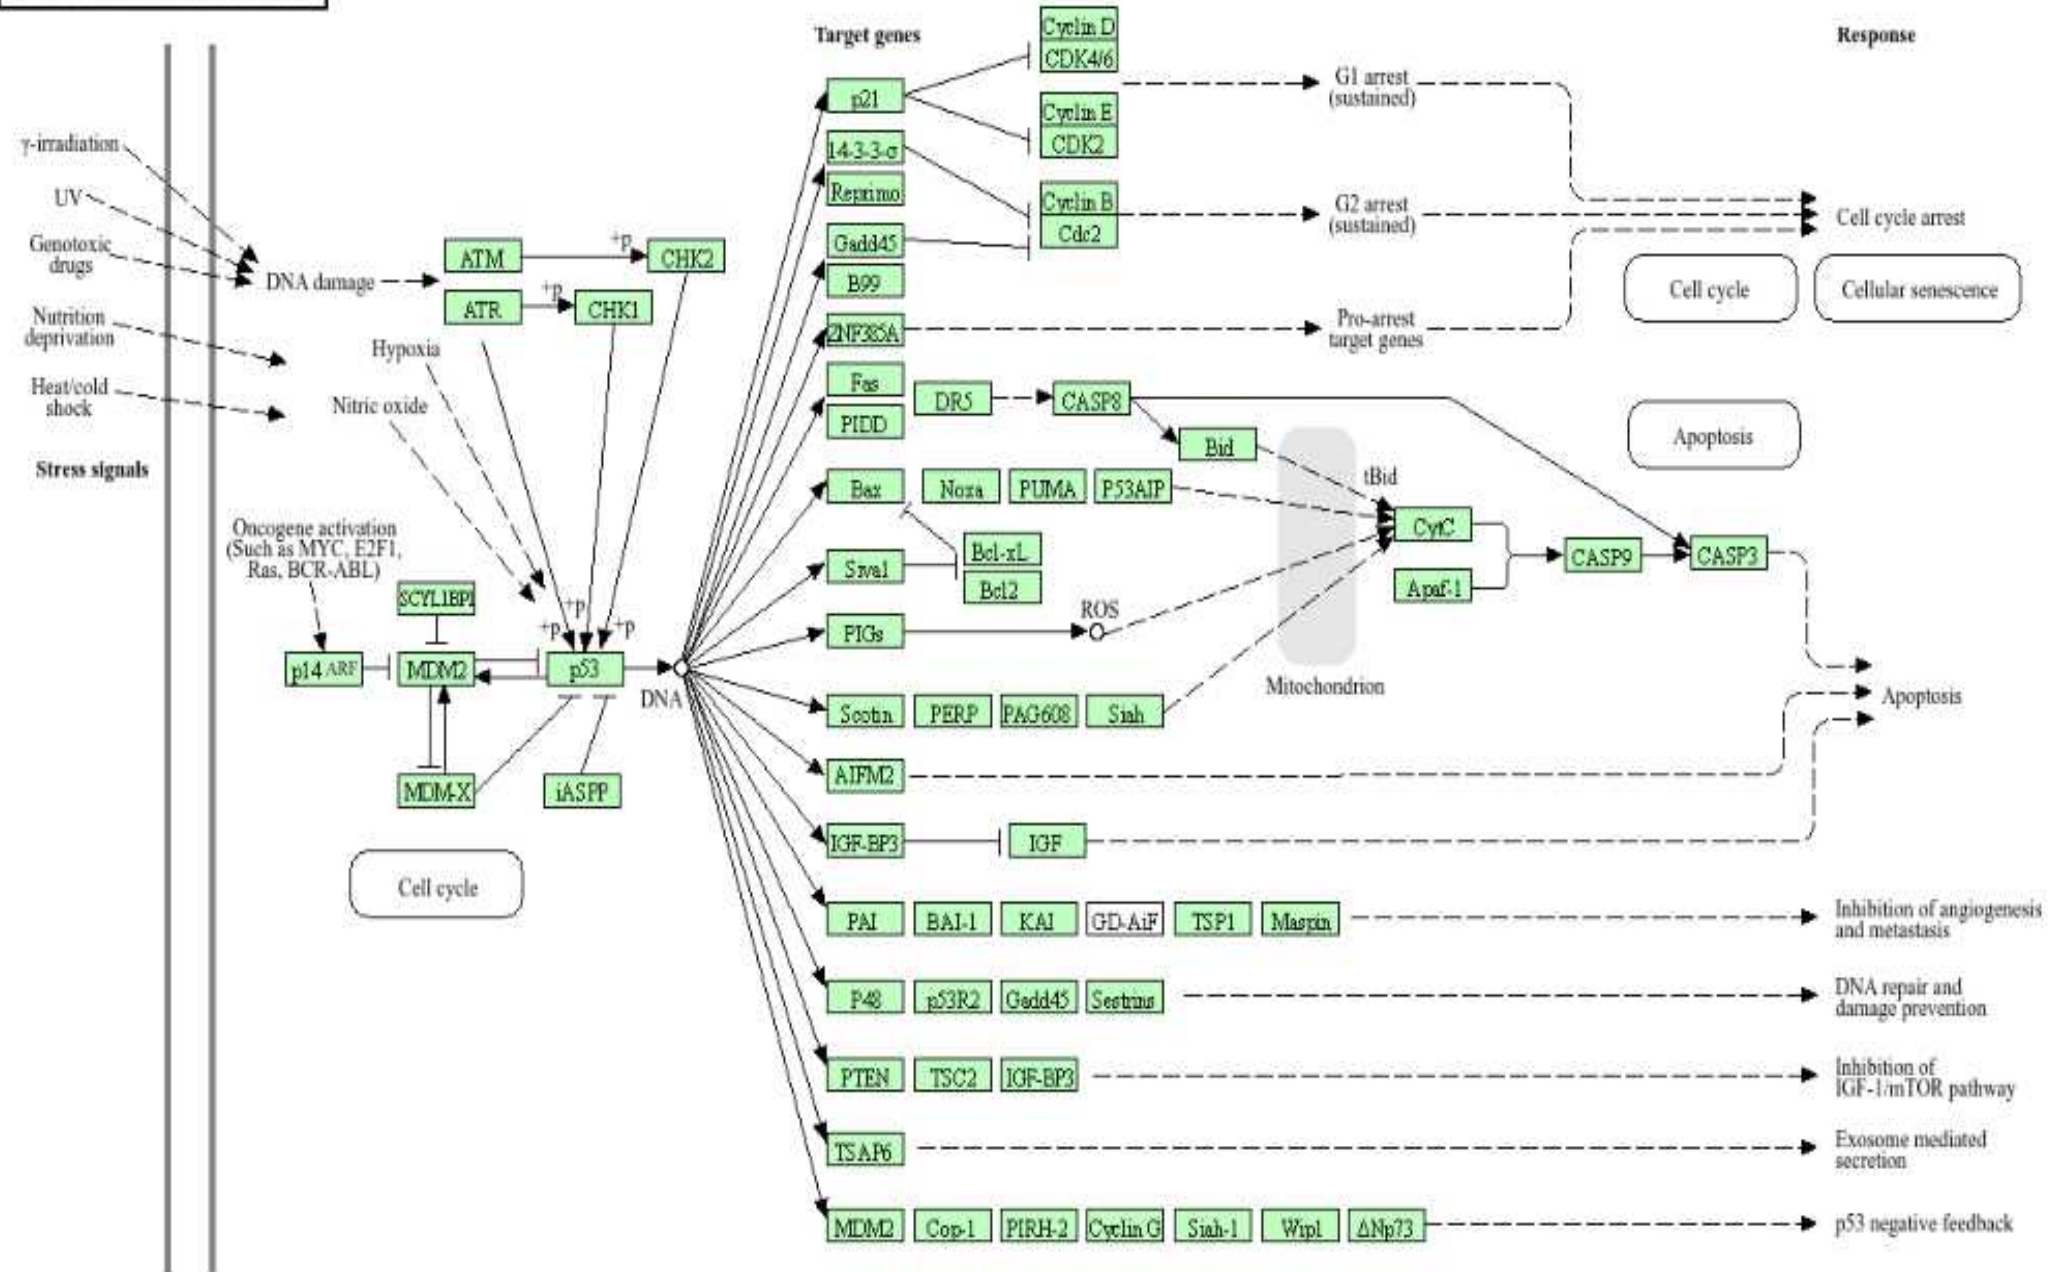 Target genes
Response
Cyclin D
CDK4/6
p21
G1 arrest
(sustained)
Cyclin E
CDK2
γ-irradiation
14-3-3-σ
UV
Reprimo
Cyclin B
Cdc2
G2 arrest
(sustained)
Cell cycle arrest
Genotoxic
drugs
ATM
+p
CHK2
Gadd45
DNA damage
B99
Cell cycle
Cellular senescence
ATR
+p
CHK1
Nutrition
deprivation
ZNF385A
Pro-arrest
target genes
Hypoxia
Heat/cold
shock
Nitric oxide
Fas
DR5
CASP8
PIDD
Bid
Apoptosis
Stress signals
tBid
Bax
Noxa
PUMA
P53AIP
CytC
Oncogene activation
(Such as MYC, E2F1,
Ras, BCR-ABL)
Bcl-xL
Siva1
Bcl2
CASP9
CASP3
Apaf-1
SCYL1BP1
+p
+p
+p
PIGs
ROS
p14 ARF
MDM2
p53
DNA
Mitochondrion
Scotin
PERP
PAG608
Siah
Apoptosis
AIFM2
MDM-X
iASPP
IGF-BP3
IGF
Cell cycle
PAI
BAI-1
KAI
GD-AiF
TSP1
Maspin
Inhibition of angiogenesis
and metastasis
P48
p53R2
Gadd45
Sestrins
DNA repair and
damage prevention
PTEN
TSC2
IGF-BP3
Inhibition of
IGF-1/mTOR pathway
TSAP6
Exosome mediated
secretion
MDM2
Cop-1
PIRH-2
Cyclin G
Siah-1
Wip1
ΔNp73
p53 negative feedback